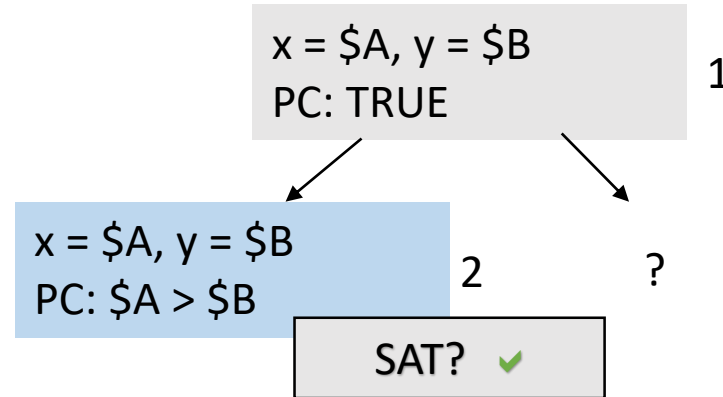 x = $A, y = $B
PC: TRUE
1
x = $A, y = $B
PC: $A > $B
2
?
SAT? ✔